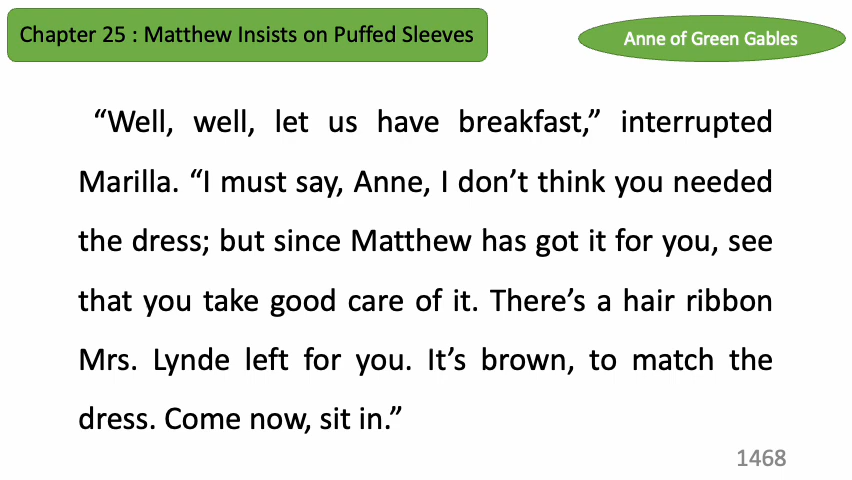 Chapter 25 : Matthew Insists on Puffed Sleeves
Anne of Green Gables
“Well, well, let us have breakfast,” interrupted
Marilla. “I must say, Anne, I don’t think you needed
the dress; but since Matthew has got it for you, see
that you take good care of it. There’s a hair ribbon
Mrs. Lynde left for you. It’s brown, to match the
dress. Come now, sit in.”
1468